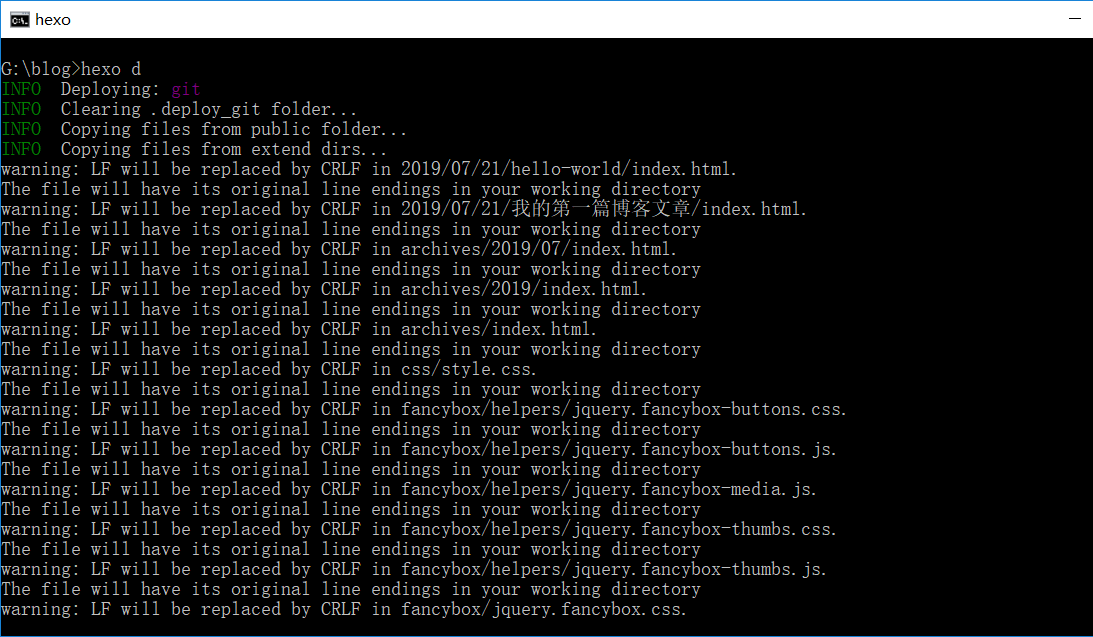 hexo
G:\blog>hexo d
INFO  Deploying: git
INFO  Clearing .deploy_git folder...
INFO  Copying files from public folder...
INFO  Copying files from extend dirs...
warning: LF will be replaced by CRLF in 2019/07/21/hello-world/index.html.
The file will have its original line endings in your working directory
warning: LF will be replaced by CRLF in 2019/07/21/我的第一篇博客文章/index.html.
The file will have its original line endings in your working directory
warning: LF will be replaced by CRLF in archives/2019/07/index.html.
The file will have its original line endings in your working directory
warning: LF will be replaced by CRLF in archives/2019/index.html.
The file will have its original line endings in your working directory
warning: LF will be replaced by CRLF in archives/index.html.
The file will have its original line endings in your working directory
warning: LF will be replaced by CRLF in css/style.css.
The file will have its original line endings in your working directory
warning: LF will be replaced by CRLF in fancybox/helpers/jquery.fancybox-buttons.css.
The file will have its original line endings in your working directory
warning: LF will be replaced by CRLF in fancybox/helpers/jquery.fancybox-buttons.js.
The file will have its original line endings in your working directory
warning: LF will be replaced by CRLF in fancybox/helpers/jquery.fancybox-media.js.
The file will have its original line endings in your working directory
warning: LF will be replaced by CRLF in fancybox/helpers/jquery.fancybox-thumbs.css.
The file will have its original line endings in your working directory
warning: LF will be replaced by CRLF in fancybox/helpers/jquery.fancybox-thumbs.js.
The file will have its original line endings in your working directory
warning: LF will be replaced by CRLF in fancybox/jquery.fancybox.css.